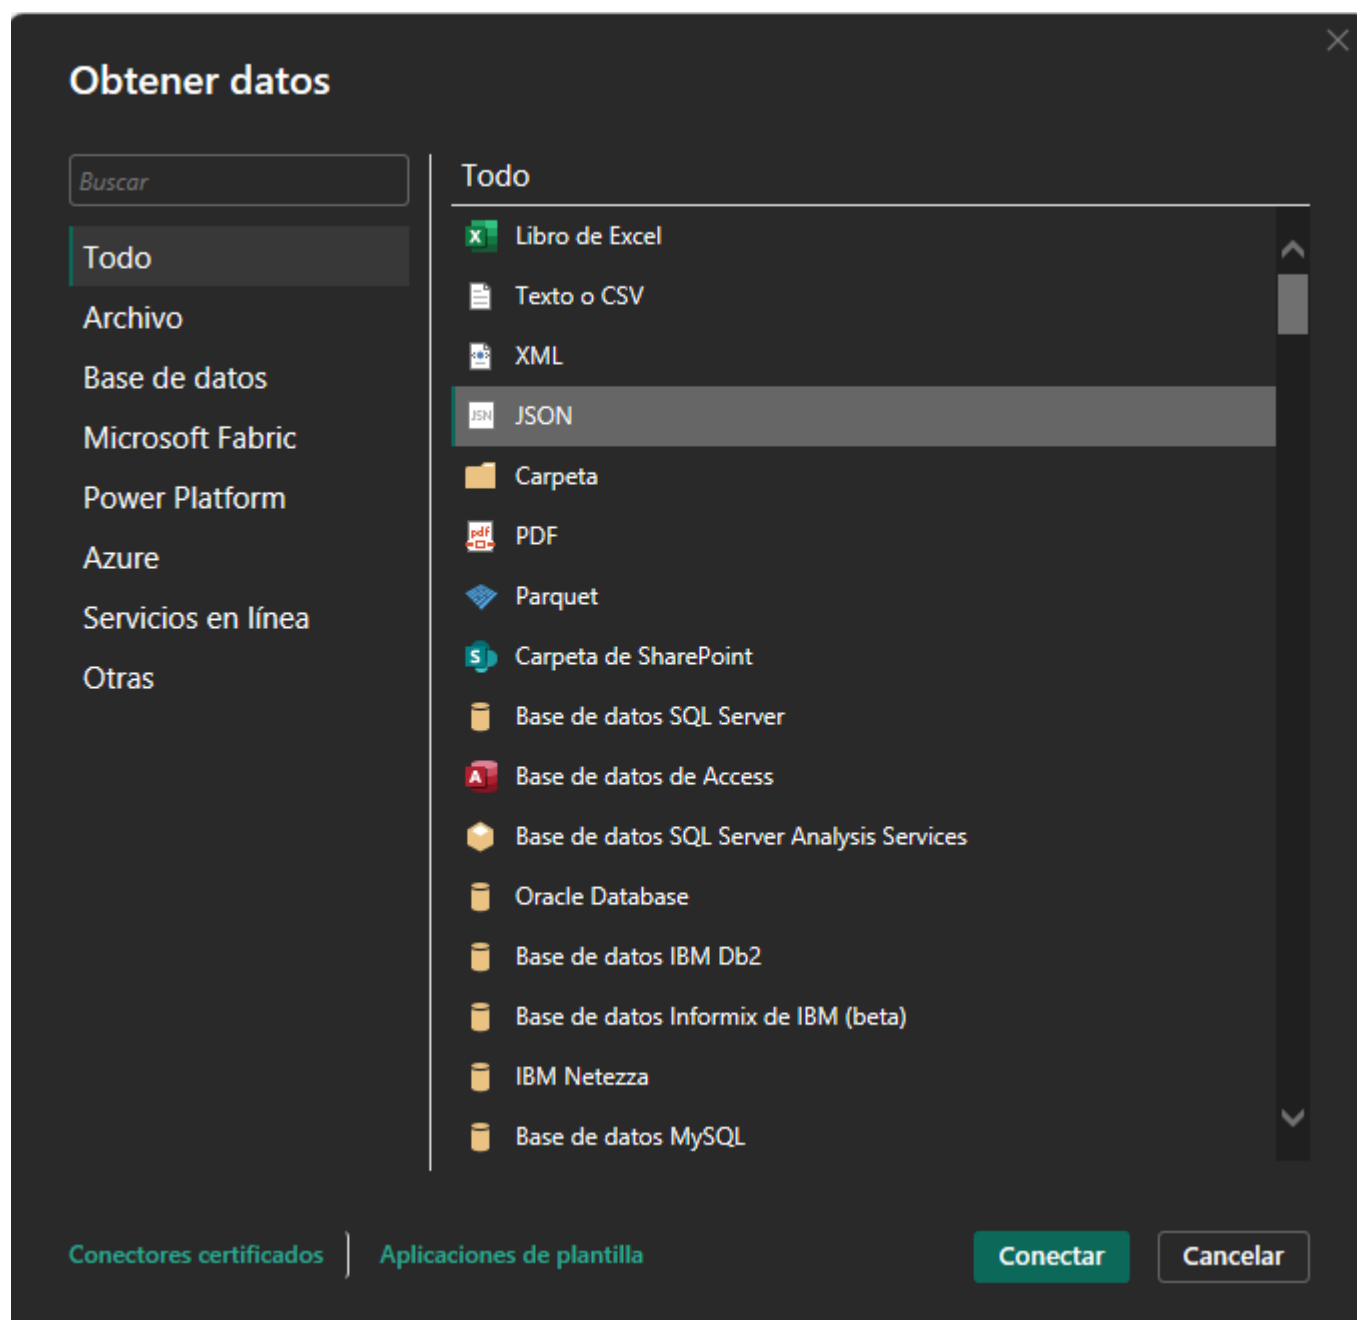 Obtener datos
Buscar
Todo
Archivo
Base de datos
Microsoft Fabric
Power Platform
Azure
Servicios en línea
Otras
Todo
Libro de Excel
Texto o CSV
XML
JSN
JSON
Carpeta
pdf
PDF
Parquet
Carpeta de SharePoint
Base de datos SQL Server
Base de datos de Access
Base de datos SQL Server Analysis Services
Oracle Database
Base de datos IBM Db2
Base de datos Informix de IBM (beta)
IBM Netezza
Base de datos MySQL
Conectores certificados
Aplicaciones de plantilla
Conectar
Cancelar